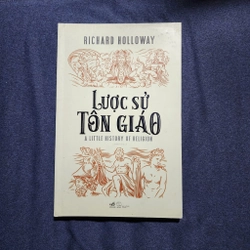 RICHARD HOLLOWAY
LƯỢC SỬ
TÔN GIÁO
A LITTLE HISTORY OF RELIGION